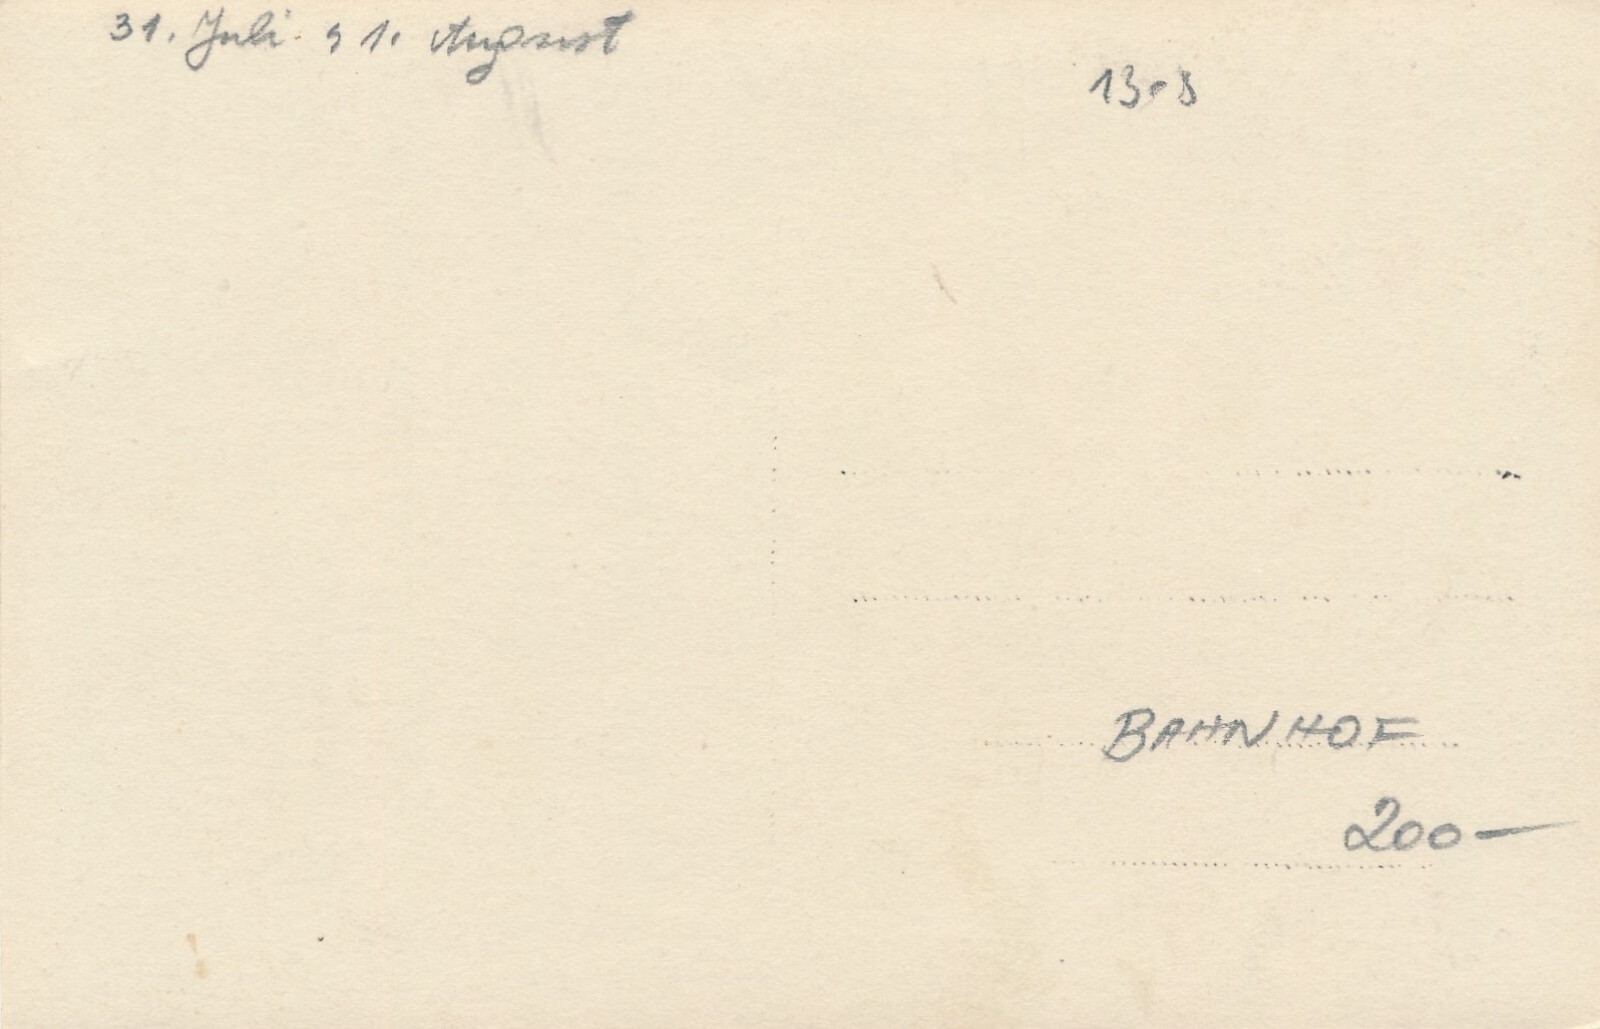 31. Juli. 1. August
13.8
BAHNHOF
200—